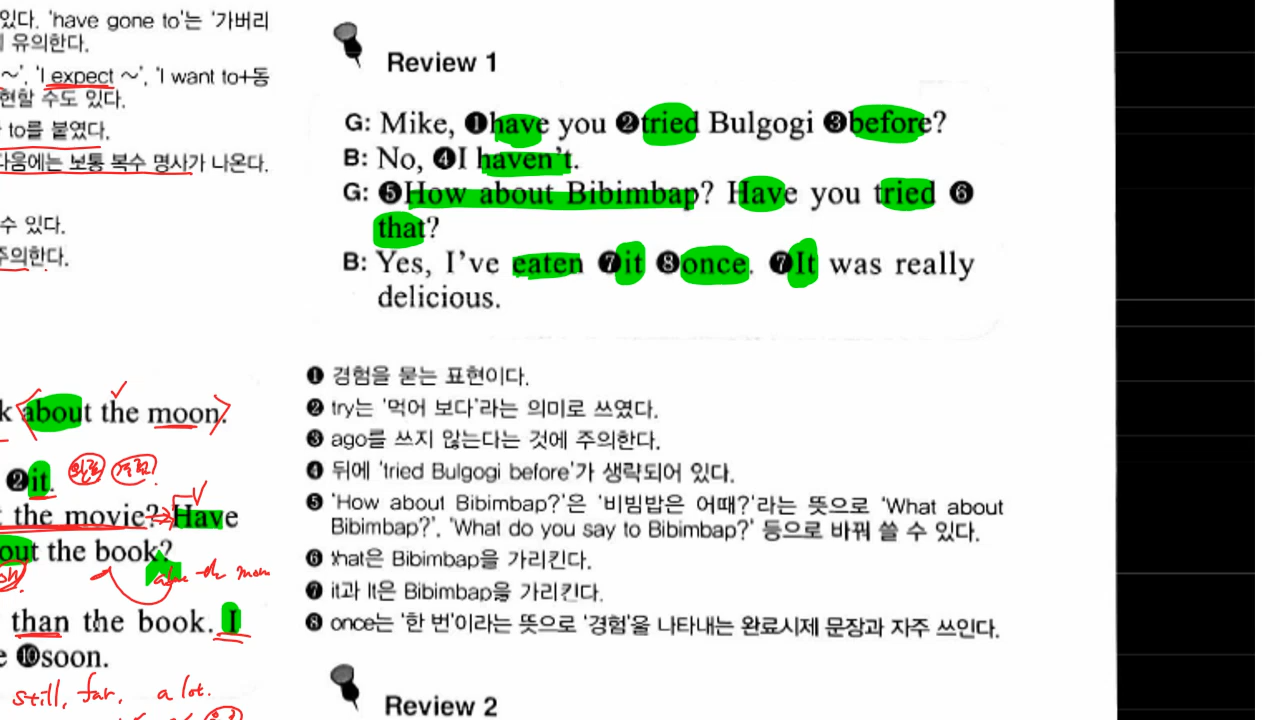 있다. 'have gone to'는 '가버리
유의한다.
~', 'I expect ~', 'I want to+동
현할 수도 있다.
to를 붙였다.
다음에는 보통 복수 명사가 나온다.
수 있다.
주의한다.
about the moon.
❷it.
the movie? Have
out the book?
than the book. I
❿soon.
still, far, a lot.
Review 1
G: Mike, ❶have you ❷tried Bulgogi ❸before?
B: No, ❹I haven't.
G: ❺How about Bibimbap? Have you tried ❻
that?
B: Yes, I've eaten ❼it ❽once. ❼It was really
delicious.
❶ 경험을 묻는 표현이다.
❷ try는 '먹어 보다'라는 의미로 쓰였다.
❸ ago를 쓰지 않는다는 것에 주의한다.
❹ 뒤에 'tried Bulgogi before'가 생략되어 있다.
❺ 'How about Bibimbap?'은 '비빔밥은 어때?'라는 뜻으로 'What about
Bibimbap?', 'What do you say to Bibimbap?' 등으로 바꿔 쓸 수 있다.
❻ that은 Bibimbap을 가리킨다.
❼ it과 It은 Bibimbap을 가리킨다.
❽ once는 '한 번'이라는 뜻으로 '경험'을 나타내는 완료시제 문장과 자주 쓰인다.
Review 2